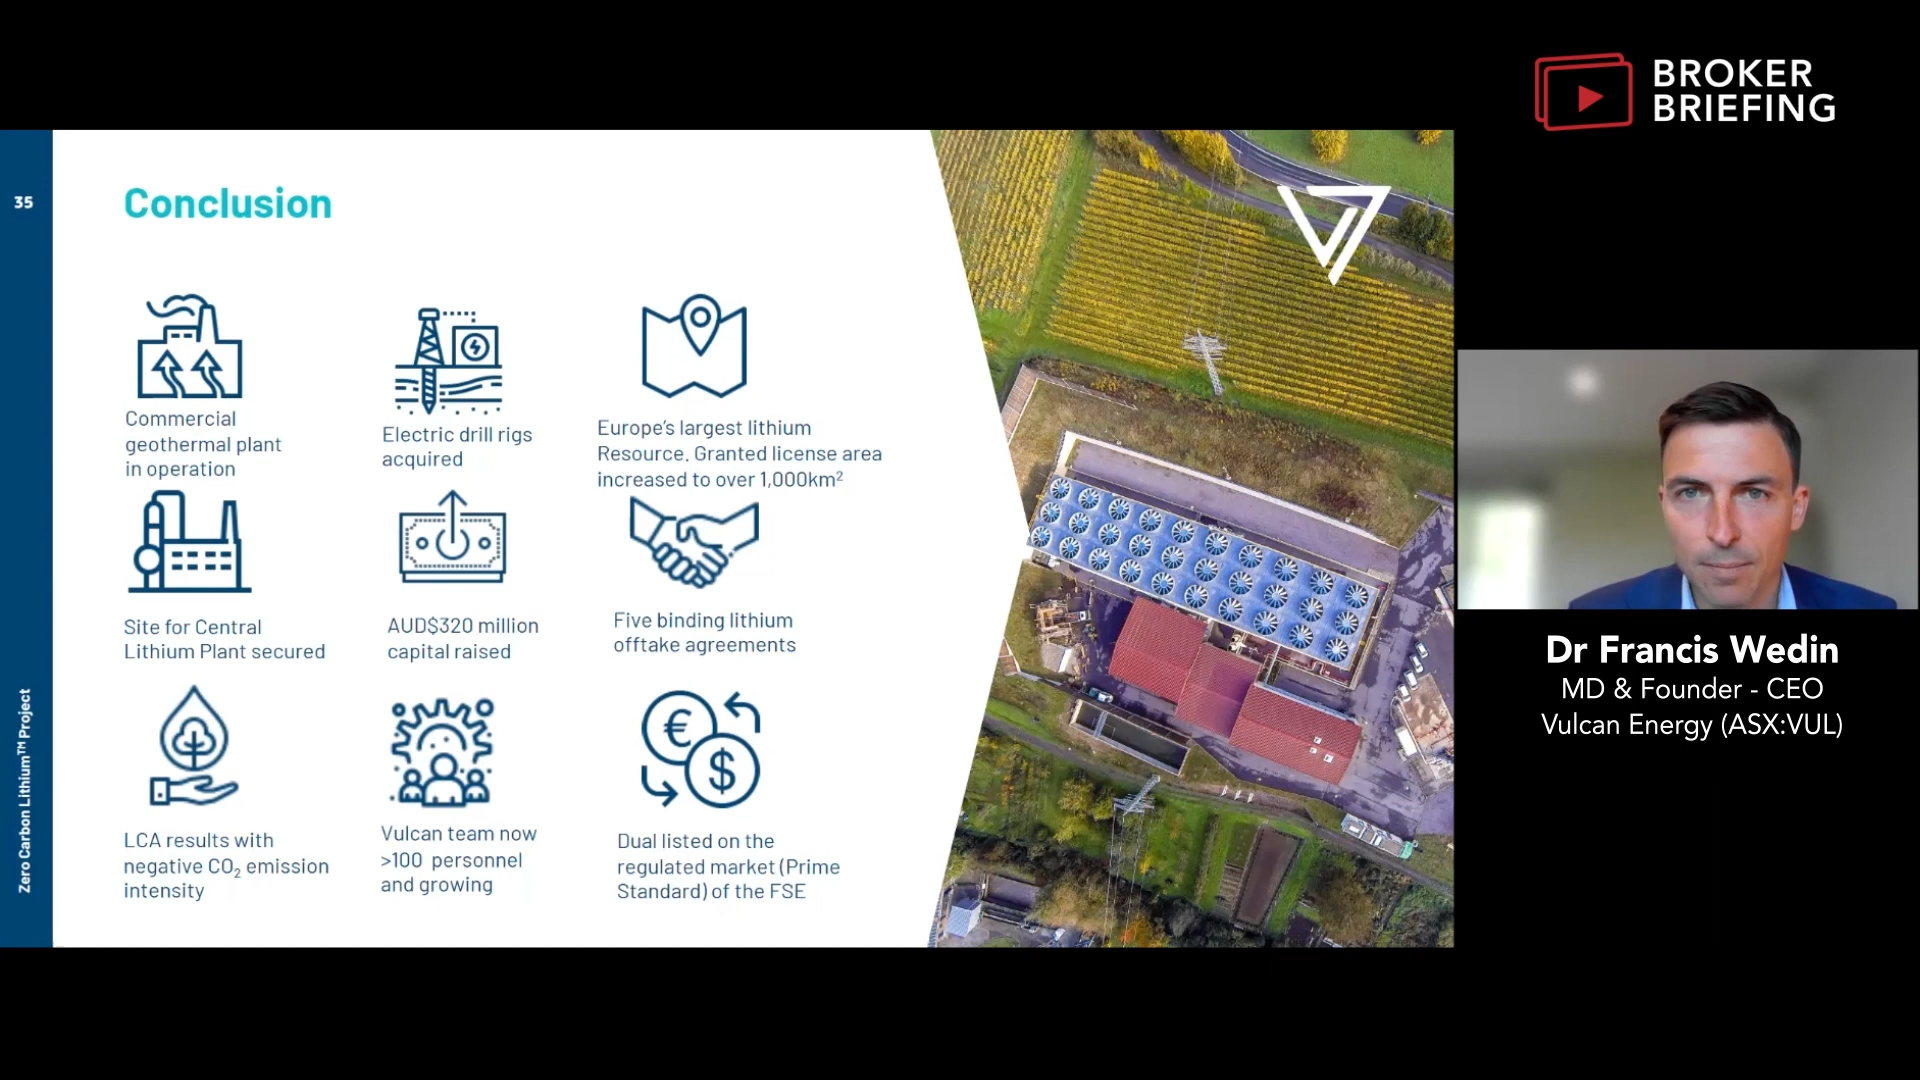 BROKER
BRIEFING
35
Conclusion
Commercial
geothermal plant
in operation
Electric drill rigs
acquired
Europe's largest lithium
Resource. Granted license area
increased to over 1,000km²
Site for Central
Lithium Plant secured
AUD$320 million
capital raised
Five binding lithium
offtake agreements
LCA results with
negative CO₂ emission
intensity
Vulcan team now
>100 personnel
and growing
Dual listed on the
regulated market (Prime
Standard) of the FSE
Zero Carbon Lithium™ Project
Dr Francis Wedin
MD & Founder - CEO
Vulcan Energy (ASX:VUL)